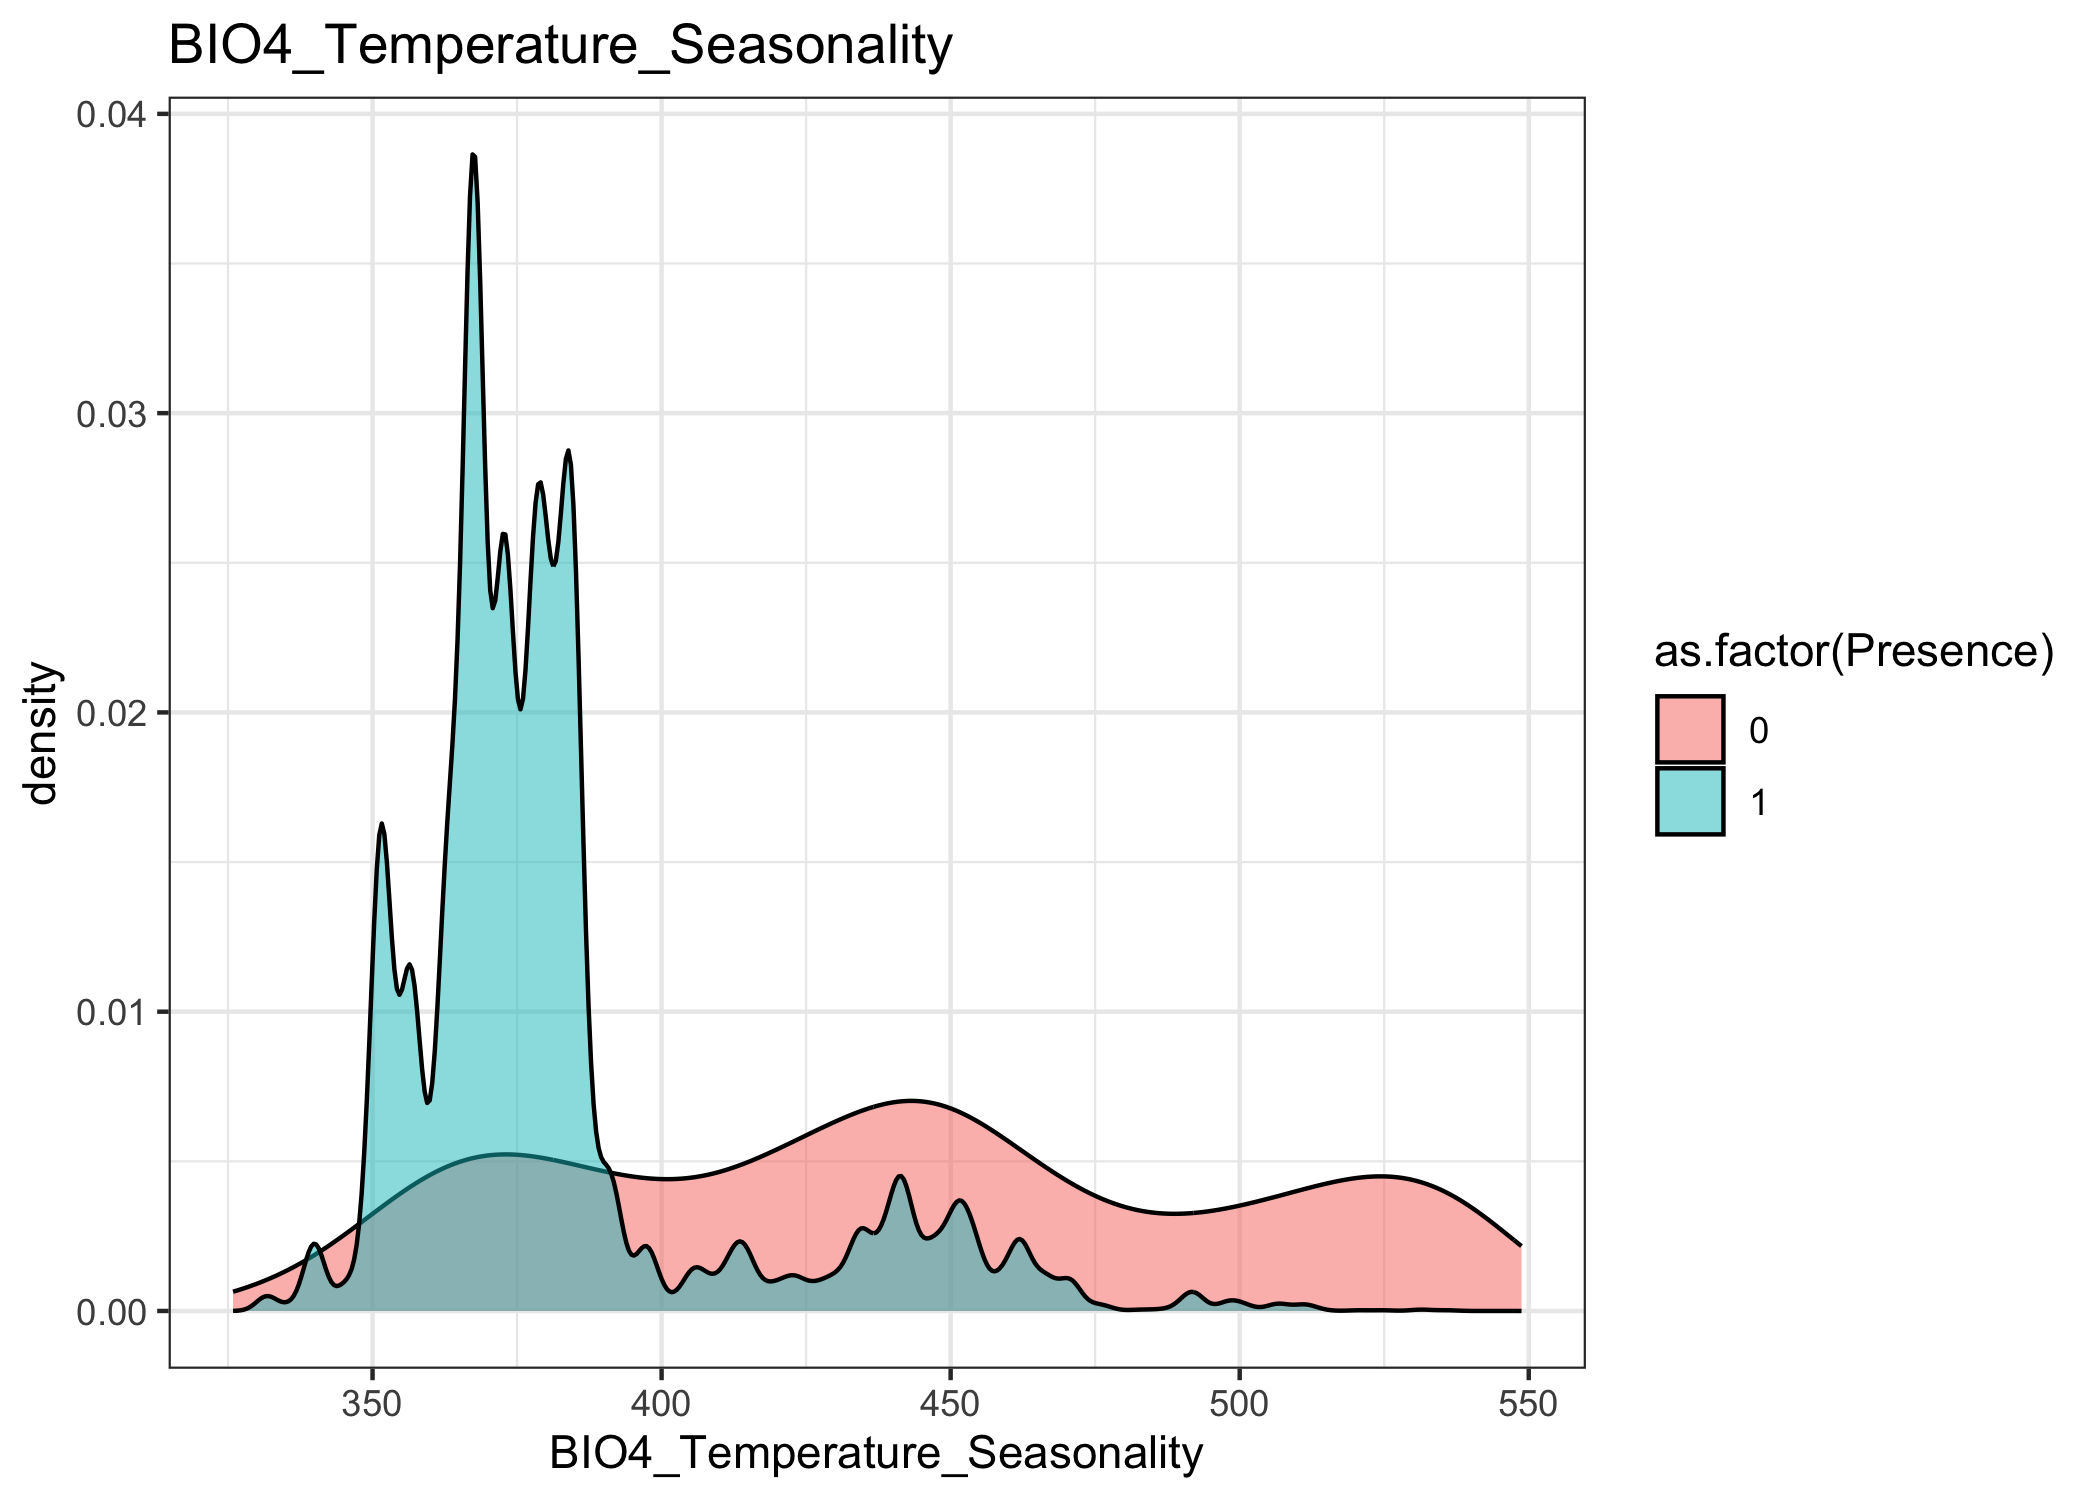 BIO4_Temperature_Seasonality
0.04
0.03
0.02
0.01
0.00
density
350 400 450 500 550
BIO4_Temperature_Seasonality
as.factor(Presence)
0
1